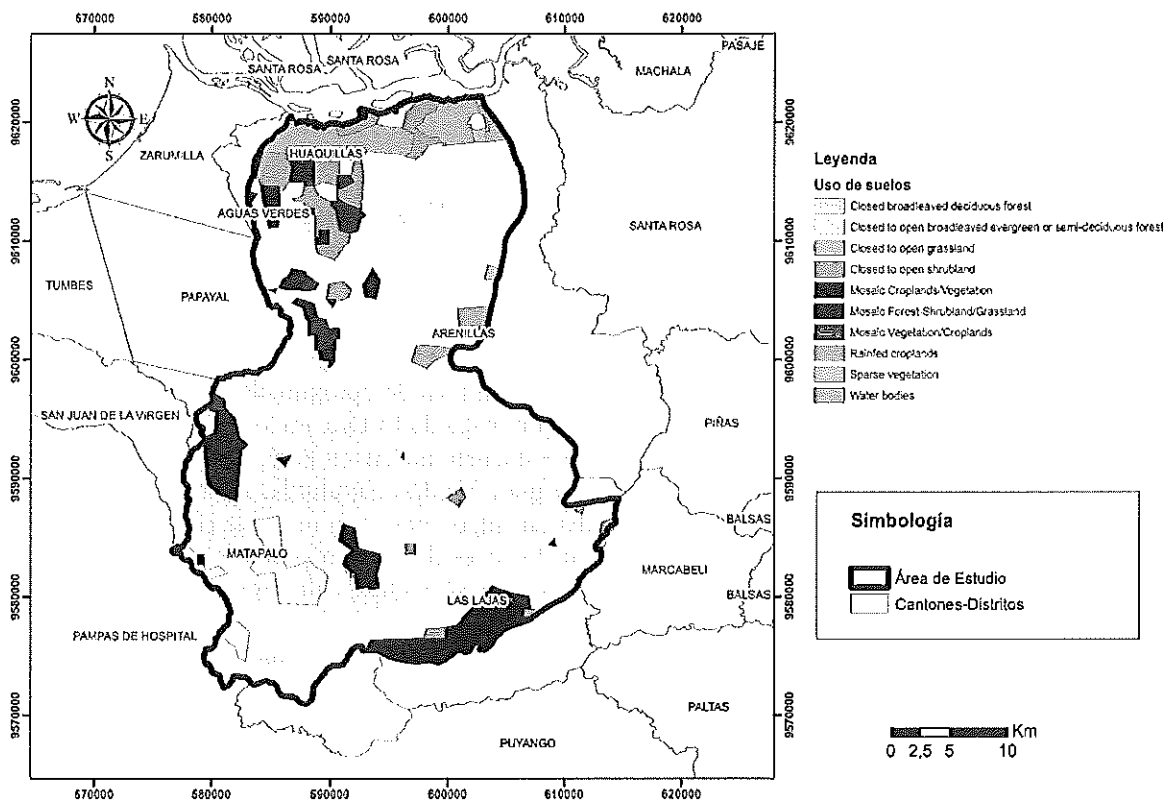 570000 580000 590000 600000 610000 620000
PASAJE
SANTA ROSA
SANTA ROSA
MACHALA
N
W E
S
9620000
9620000
ZARUMILLA
HUAQUILLAS
AGUAS VERDES
SANTA ROSA
9610000
9610000
TUMBES
PAPAYAL
ARENILLAS
9600000
9600000
SAN JUAN DE LA VIRGEN
PIÑAS
9590000
9590000
BALSAS
MATAPALO
MARCABELI
BALSAS
LAS LAJAS
9580000
9580000
PAMPAS DE HOSPITAL
PALTAS
9570000
9570000
PUYANGO
570000 580000 590000 600000 610000 620000
Leyenda
Uso de suelos
Closed broadleaved deciduous forest
Closed to open broadleaved evergreen or semi-deciduous forest
Closed to open grassland
Closed to open shrubland
Mosaic Croplands/Vegetation
Mosaic Forest-Shrubland/Grassland
Mosaic Vegetation/Croplands
Rainfed croplands
Sparse vegetation
Water bodies
Simbología
Área de Estudio
Cantones-Distritos
Km
0 2,5 5 10